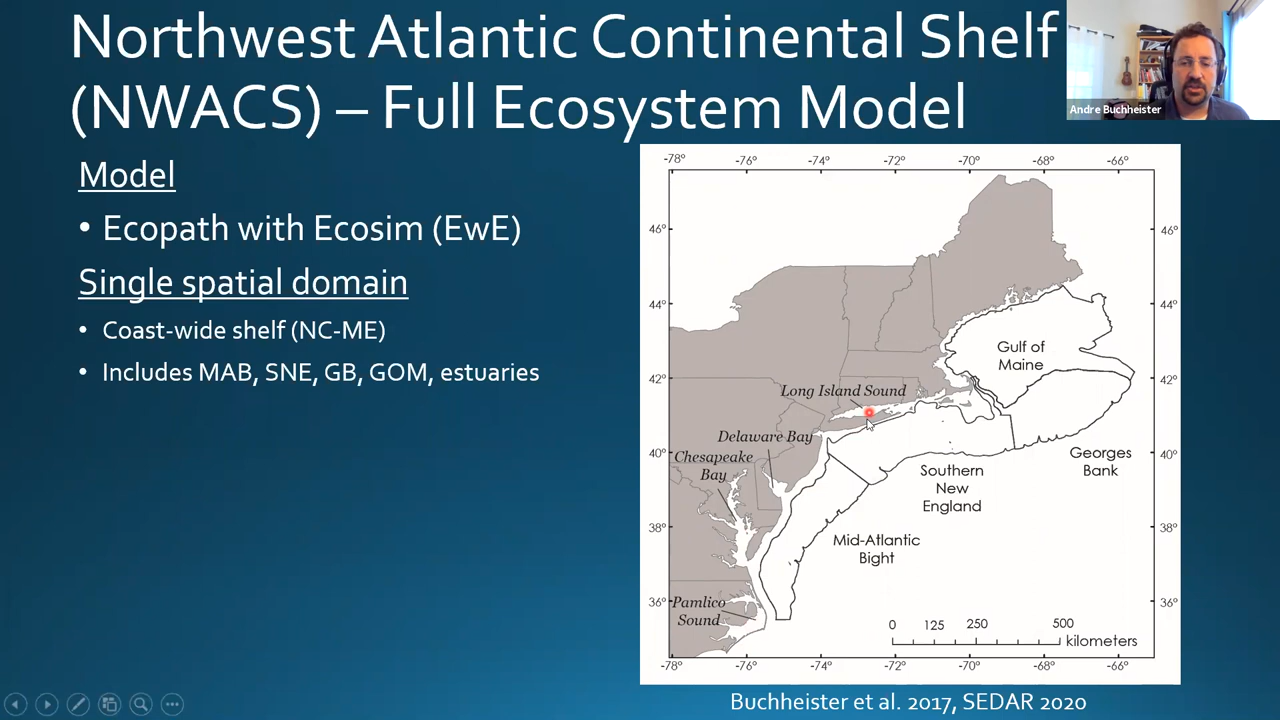 Northwest Atlantic Continental Shelf
(NWACS) – Full Ecosystem Model
Andre Buchheister
Model
• Ecopath with Ecosim (EwE)
Single spatial domain
• Coast-wide shelf (NC-ME)
• Includes MAB, SNE, GB, GOM, estuaries
-78° -76° -74° -72° -70° -68° -66°
46° 46°
44° 44°
Gulf of
Maine
42° 42°
Long Island Sound
Delaware Bay
40° 40°
Chesapeake
Bay
Georges
Bank
Southern
New
England
38° 38°
Mid-Atlantic
Bight
36° 36°
Pamlico
Sound
0 125 250 500
kilometers
-78° -76° -74° -72° -70° -68° -66°
Buchheister et al. 2017, SEDAR 2020